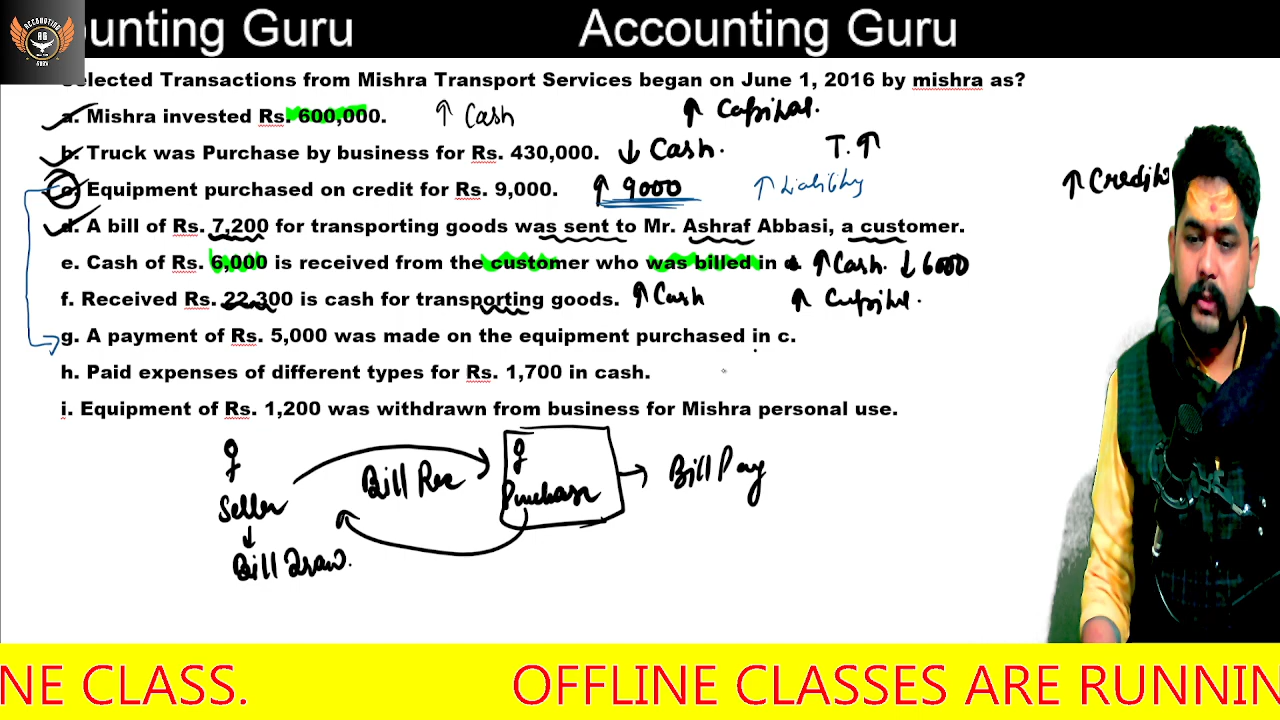 ounting Guru Accounting Guru
ACCOUNTING
AG
GURU
elected Transactions from Mishra Transport Services began on June 1, 2016 by mishra as?
a. Mishra invested Rs. 600,000. ↑ Cash ↑ Capital.
b. Truck was Purchase by business for Rs. 430,000. ↓ Cash. T. ↑
c. Equipment purchased on credit for Rs. 9,000. ↑ 9000 ↑ Liability ↑ Credito
d. A bill of Rs. 7,200 for transporting goods was sent to Mr. Ashraf Abbasi, a customer.
e. Cash of Rs. 6,000 is received from the customer who was billed in d. ↑ Cash. ↓ 6000
f. Received Rs. 22,300 is cash for transporting goods. ↑ Cash ↑ Capital.
g. A payment of Rs. 5,000 was made on the equipment purchased in c.
h. Paid expenses of different types for Rs. 1,700 in cash.
i. Equipment of Rs. 1,200 was withdrawn from business for Mishra personal use.
Seller Bill Rec Purchase → Bill Pay
↓
Bill Draw.
NE CLASS. OFFLINE CLASSES ARE RUNNIN